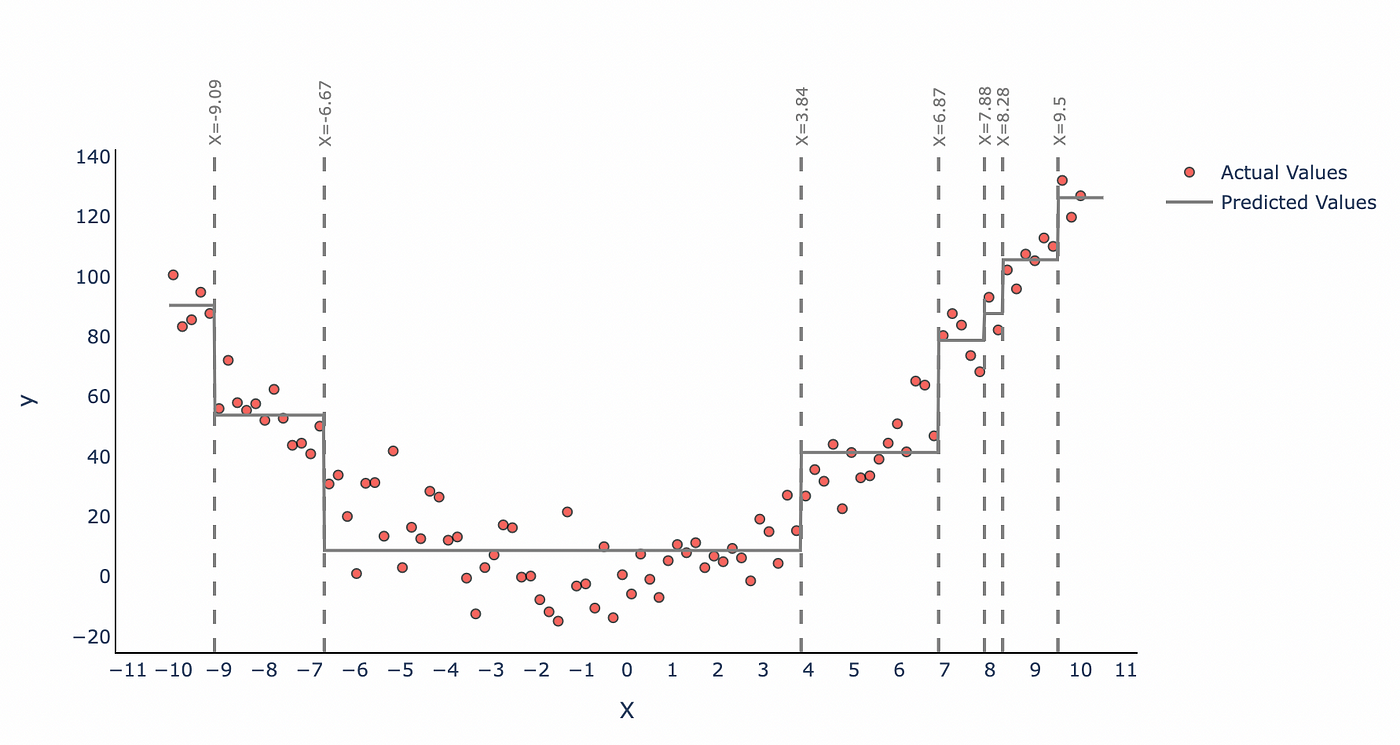 X=-9.09
X=-6.67
X=3.84
X=6.87
X=7.88
X=8.28
X=9.5
140
120
100
80
60
40
20
0
−20
y
−11 −10 −9 −8 −7 −6 −5 −4 −3 −2 −1 0 1 2 3 4 5 6 7 8 9 10 11
X
Actual Values
Predicted Values